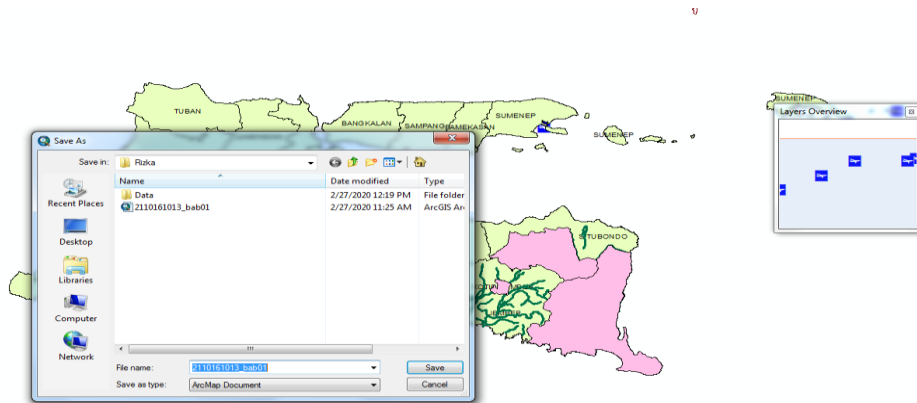 TUBAN
BANGKALAN
SAMPANG
PAMEKASAN
SUMENEP
SUMENEP
SUMENEP
Layers Overview
Save As
Save in:
Rizka
Name
Date modified
Type
Data
2/27/2020 12:19 PM
File folder
2110161013_bab01
2/27/2020 11:25 AM
ArcGIS Ar
Recent Places
Desktop
Libraries
Computer
Network
File name:
2110161013_bab01
Save
Save as type:
ArcMap Document
Cancel
SITUBONDO